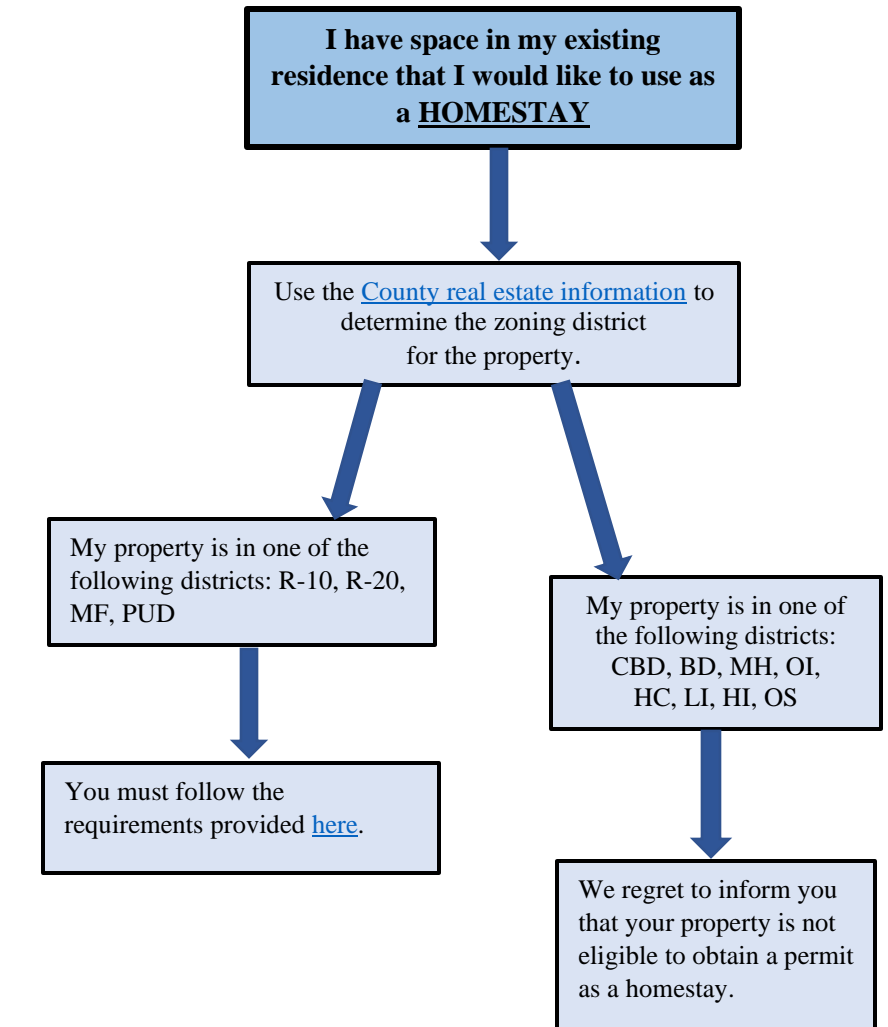 I have space in my existing
residence that I would like to use as
a HOMESTAY
Use the County real estate information to
determine the zoning district
for the property.
My property is in one of the
following districts: R-10, R-20,
MF, PUD
My property is in one of
the following districts:
CBD, BD, MH, OI,
HC, LI, HI, OS
You must follow the
requirements provided here.
We regret to inform you
that your property is not
eligible to obtain a permit
as a homestay.